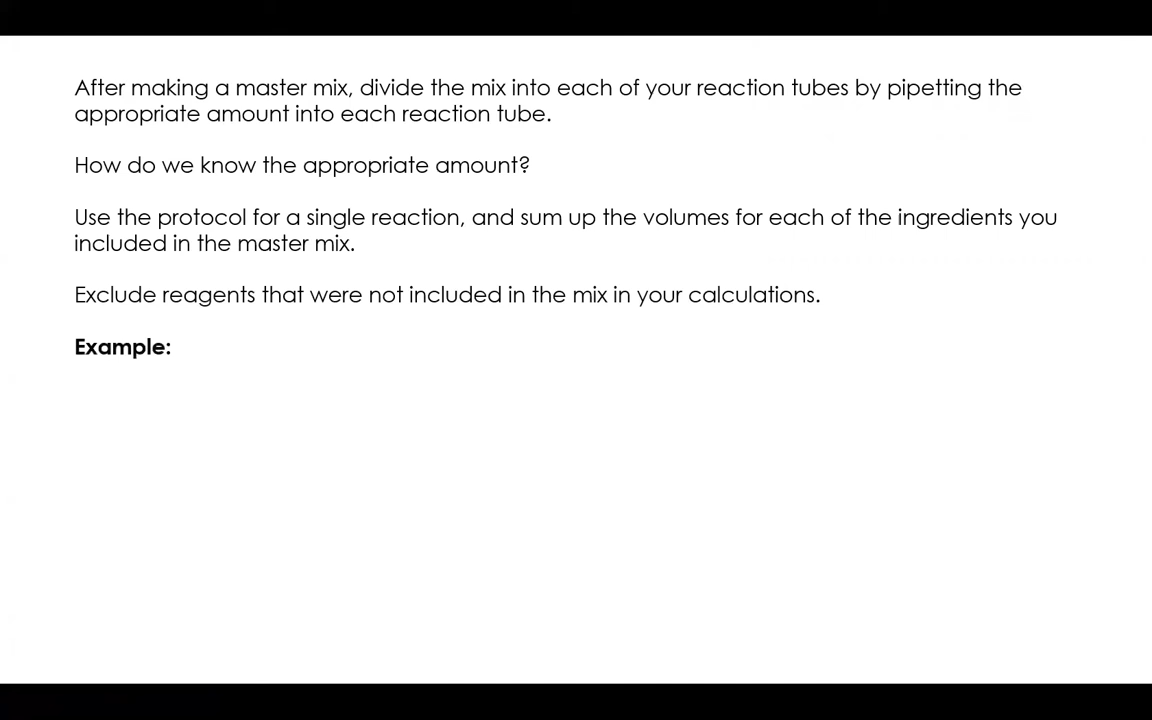 After making a master mix, divide the mix into each of your reaction tubes by pipetting the
appropriate amount into each reaction tube.
How do we know the appropriate amount?
Use the protocol for a single reaction, and sum up the volumes for each of the ingredients you
included in the master mix.
Exclude reagents that were not included in the mix in your calculations.
Example: